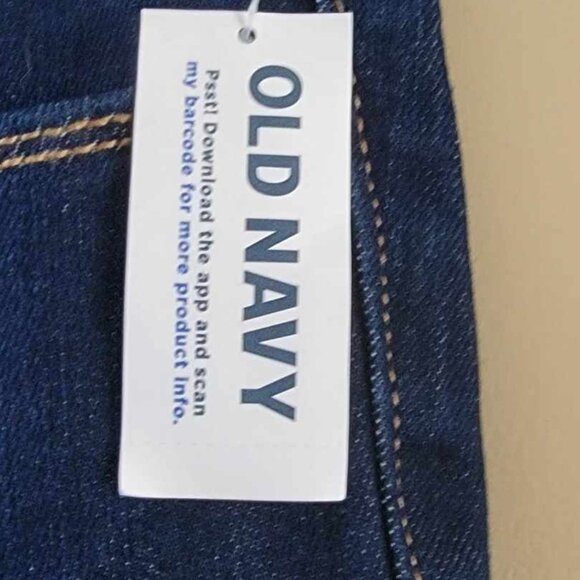 OLD NAVY
Psst! Download the app and scan
my barcode for more product info.